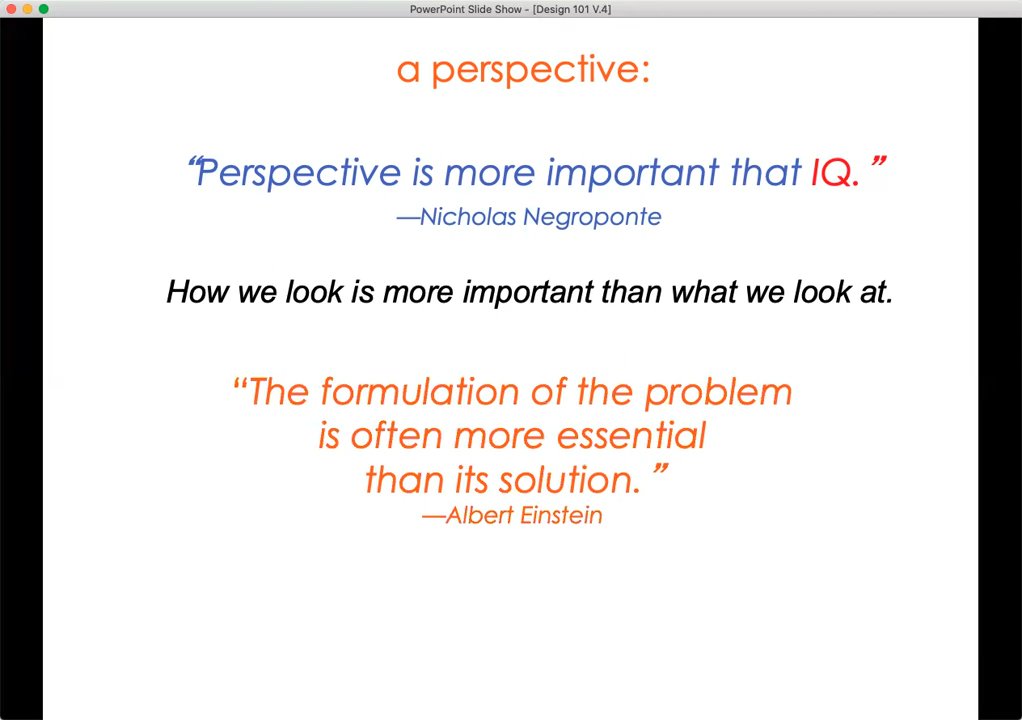 PowerPoint Slide Show - [Design 101 V.4]
a perspective:
“Perspective is more important that IQ.”
—Nicholas Negroponte
How we look is more important than what we look at.
“The formulation of the problem
is often more essential
than its solution.”
—Albert Einstein